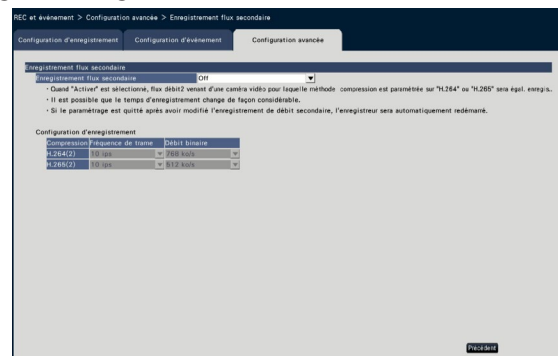 REC et événement > Configuration avancée > Enregistrement flux secondaire
Configuration d'enregistrement Configuration d'événement Configuration avancée
Enregistrement flux secondaire
Enregistrement flux secondaire Off
・Quand "Activer" est sélectionné, flux débit2 venant d'une caméra vidéo pour laquelle méthode compression est paramétrée sur "H.264" ou "H.265" sera égal. enregis..
・Il est possible que le temps d'enregistrement change de façon considérable.
・Si le paramétrage est quitté après avoir modifié l'enregistrement de débit secondaire, l'enregistreur sera automatiquement redémarré.
Configuration d'enregistrement
Compression Fréquence de trame Débit binaire
H.264(2) 10 ips 768 ko/s
H.265(2) 10 ips 512 ko/s
Précédent